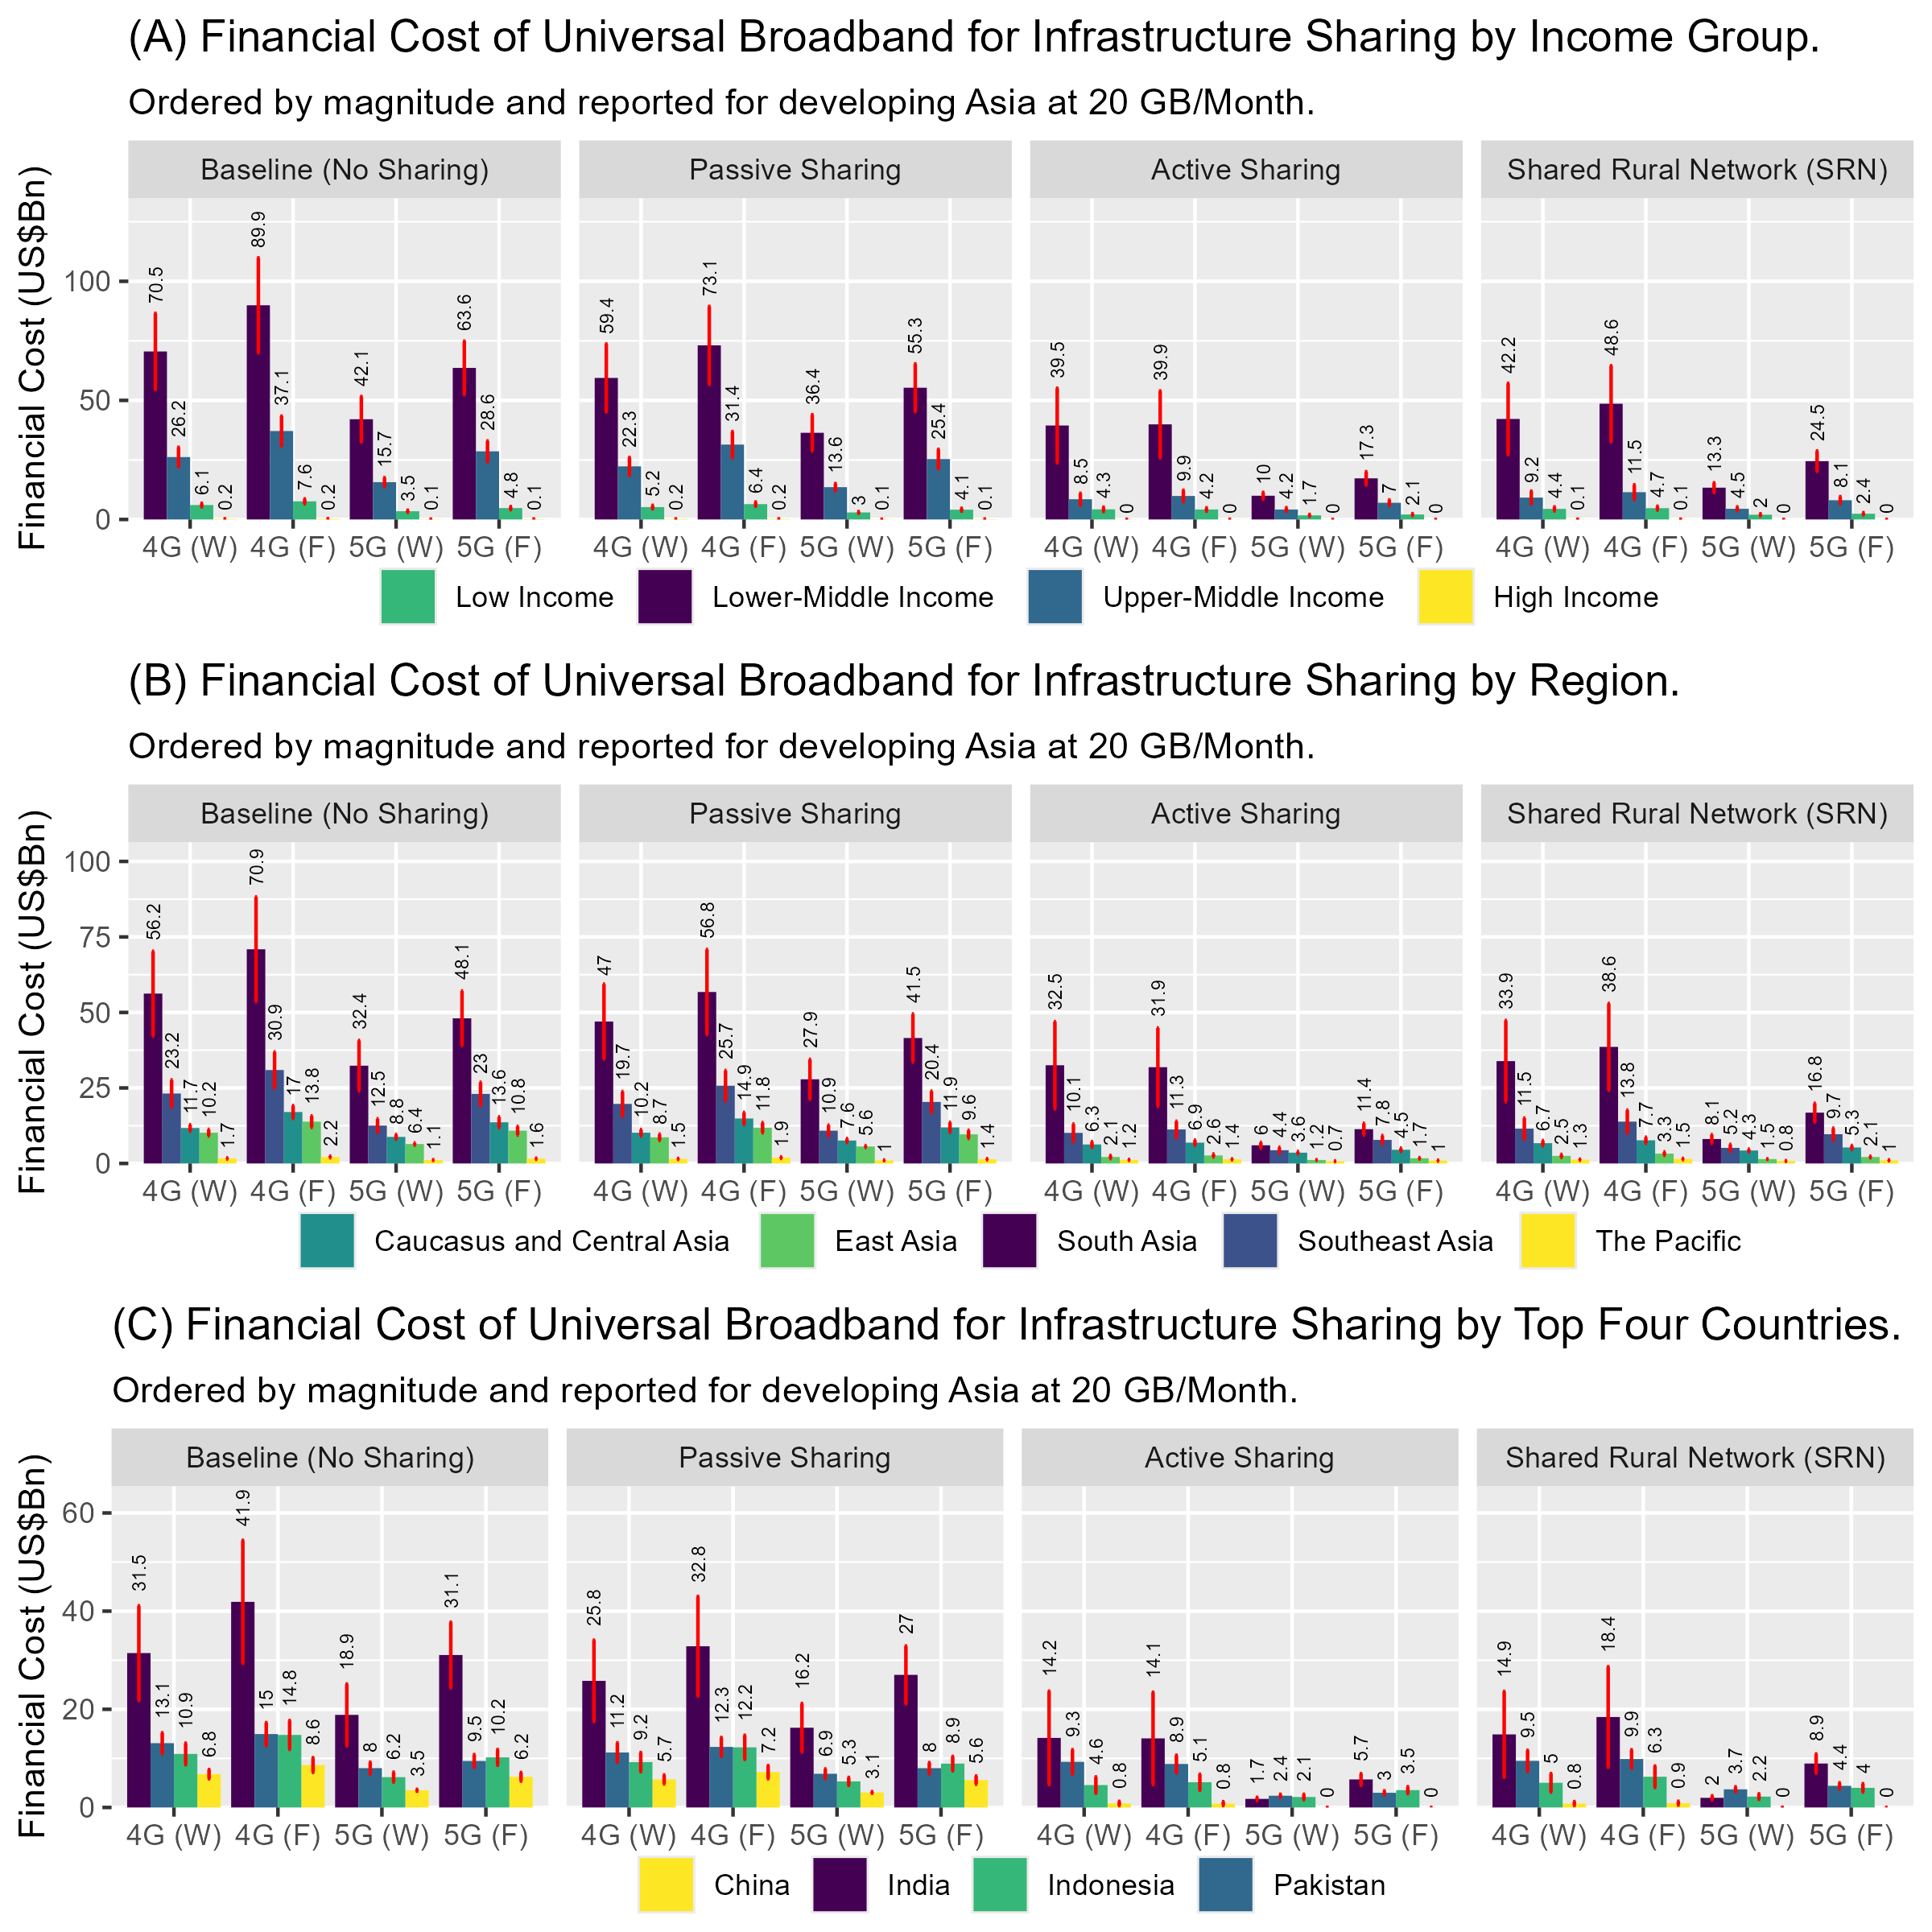 (A) Financial Cost of Universal Broadband for Infrastructure Sharing by Income Group.
Ordered by magnitude and reported for developing Asia at 20 GB/Month.
Baseline (No Sharing) Passive Sharing Active Sharing Shared Rural Network (SRN)
Financial Cost (US$Bn)
100
50
0
70.5 26.2 6.1 0.2 89.9 37.1 7.6 0.2 42.1 15.7 3.5 0.1 63.6 28.6 4.8 0.1
59.4 22.3 5.2 0.2 73.1 31.4 6.4 0.2 36.4 13.6 3 0.1 55.3 25.4 4.1 0.1
39.5 8.5 4.3 0 39.9 9.9 4.2 0 10 4.2 1.7 0 17.3 7 2.1 0
42.2 9.2 4.4 0.1 48.6 11.5 4.7 0.1 13.3 4.5 2 0 24.5 8.1 2.4 0
4G (W) 4G (F) 5G (W) 5G (F) 4G (W) 4G (F) 5G (W) 5G (F) 4G (W) 4G (F) 5G (W) 5G (F) 4G (W) 4G (F) 5G (W) 5G (F)
Low Income Lower-Middle Income Upper-Middle Income High Income
(B) Financial Cost of Universal Broadband for Infrastructure Sharing by Region.
Ordered by magnitude and reported for developing Asia at 20 GB/Month.
Baseline (No Sharing) Passive Sharing Active Sharing Shared Rural Network (SRN)
Financial Cost (US$Bn)
100
75
50
25
0
56.2 23.2 11.7 10.2 1.7 70.9 30.9 17 13.8 2.2 32.4 12.5 8.8 6.4 1.1 48.1 23 13.6 10.8 1.6
47 19.7 10.2 8.7 1.5 56.8 25.7 14.9 11.8 1.9 27.9 10.9 7.6 5.6 1 41.5 20.4 11.9 9.6 1.4
32.5 10.1 6.3 2.1 1.2 31.9 11.3 6.9 2.6 1.4 6 4.4 3.6 1.2 0.7 11.4 7.8 4.5 1.7 1
33.9 11.5 6.7 2.5 1.3 38.6 13.8 7.7 3.3 1.5 8.1 5.2 4.3 1.5 0.8 16.8 9.7 5.3 2.1 1
4G (W) 4G (F) 5G (W) 5G (F) 4G (W) 4G (F) 5G (W) 5G (F) 4G (W) 4G (F) 5G (W) 5G (F) 4G (W) 4G (F) 5G (W) 5G (F)
Caucasus and Central Asia East Asia South Asia Southeast Asia The Pacific
(C) Financial Cost of Universal Broadband for Infrastructure Sharing by Top Four Countries.
Ordered by magnitude and reported for developing Asia at 20 GB/Month.
Baseline (No Sharing) Passive Sharing Active Sharing Shared Rural Network (SRN)
Financial Cost (US$Bn)
60
40
20
0
31.5 13.1 10.9 6.8 41.9 15 14.8 8.6 18.9 8 6.2 3.5 31.1 9.5 10.2 6.2
25.8 11.2 9.2 5.7 32.8 12.3 12.2 7.2 16.2 6.9 5.3 3.1 27 8 8.9 5.6
14.2 9.3 4.6 0.8 14.1 8.9 5.1 0.8 1.7 2.4 2.1 0 5.7 3 3.5 0
14.9 9.5 5 0.8 18.4 9.9 6.3 0.9 2 3.7 2.2 0 8.9 4.4 4 0
4G (W) 4G (F) 5G (W) 5G (F) 4G (W) 4G (F) 5G (W) 5G (F) 4G (W) 4G (F) 5G (W) 5G (F) 4G (W) 4G (F) 5G (W) 5G (F)
China India Indonesia Pakistan